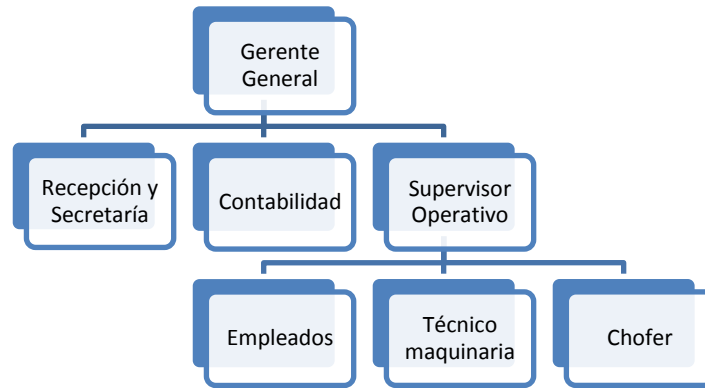 Gerente
General
Recepción y
Secretaría
Contabilidad
Supervisor
Operativo
Empleados
Técnico
maquinaria
Chofer